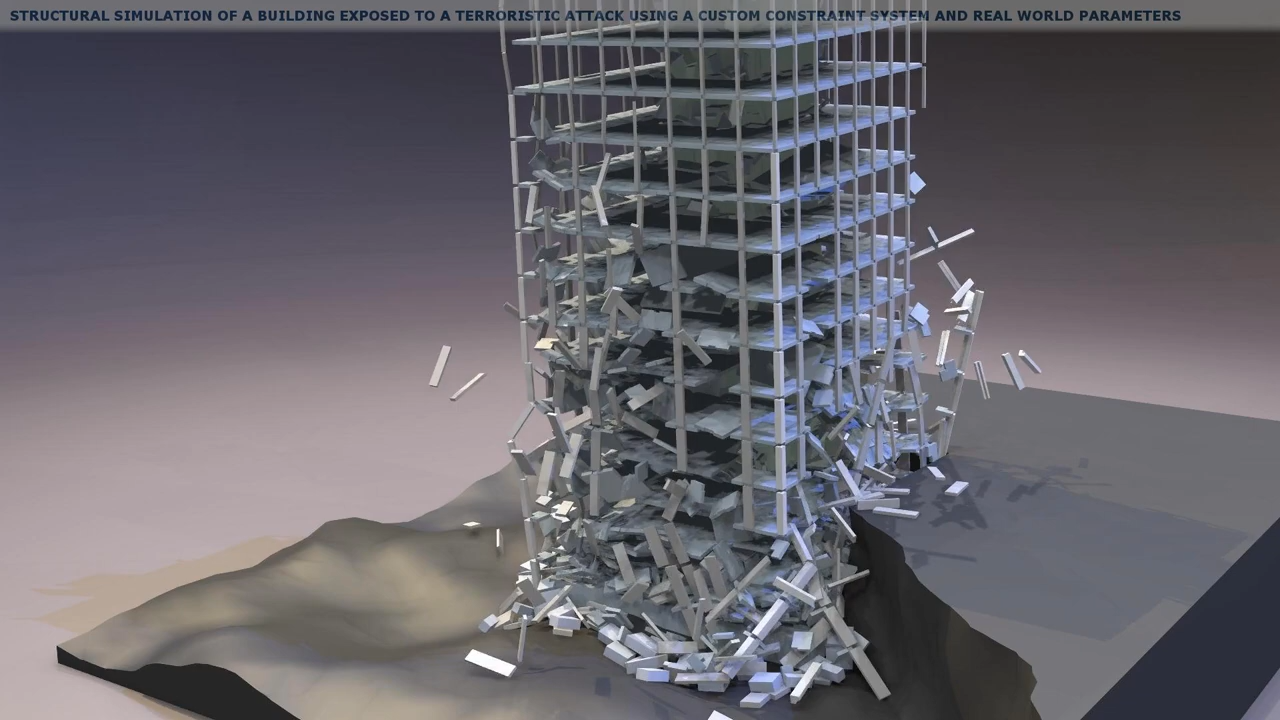 STRUCTURAL SIMULATION OF A BUILDING EXPOSED TO A TERRORISTIC ATTACK USING A CUSTOM CONSTRAINT SYSTEM AND REAL WORLD PARAMETERS